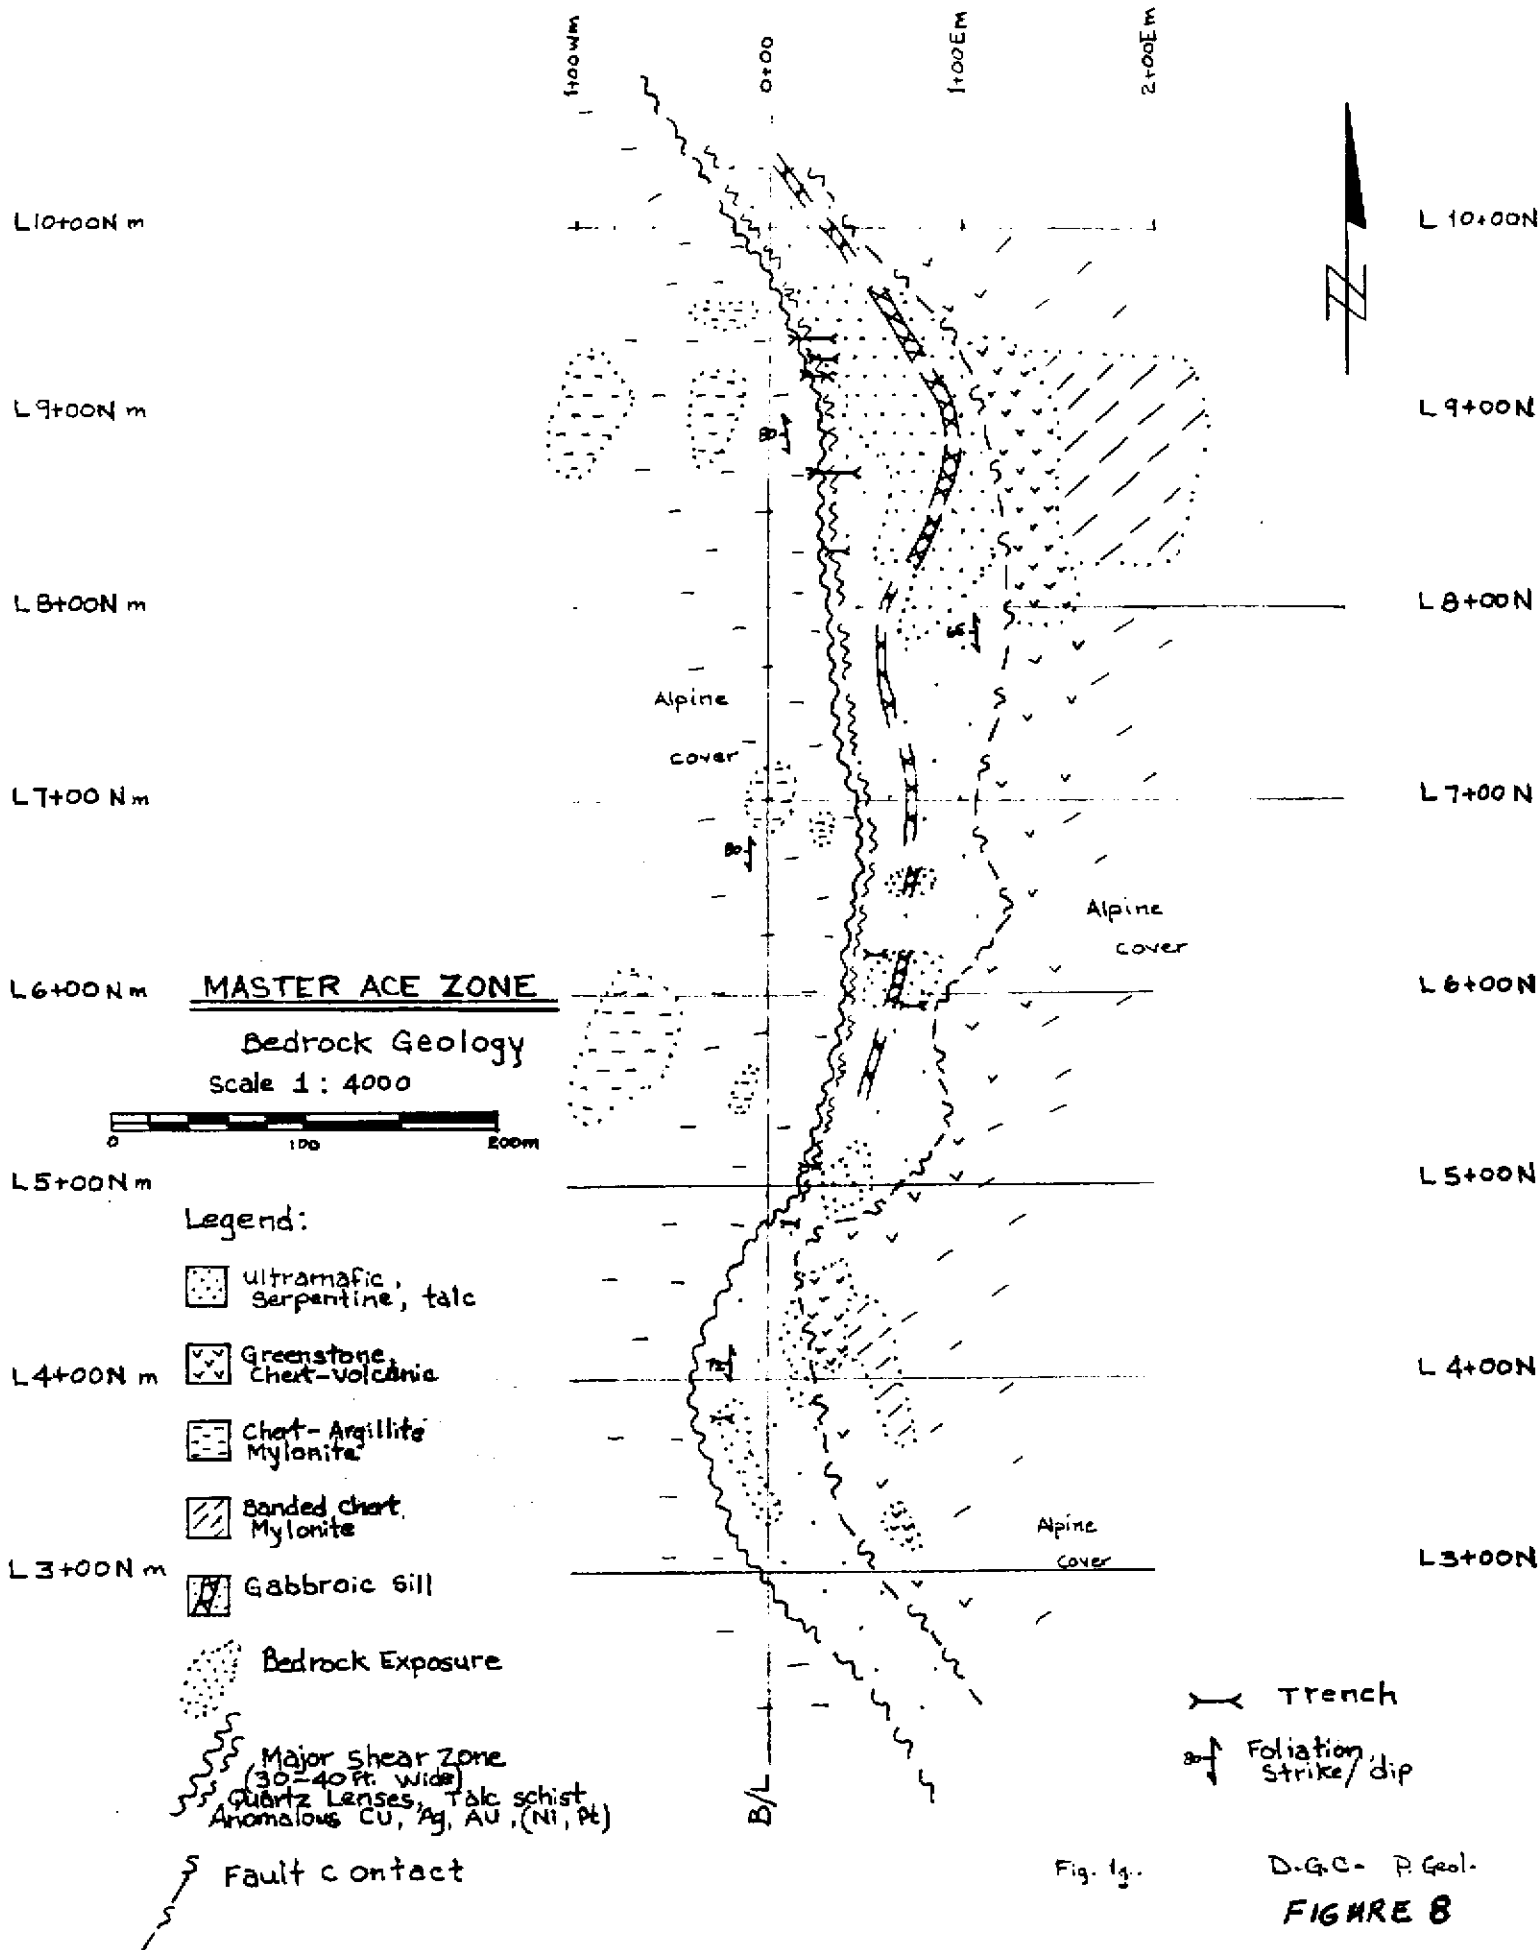 1+00Wm
0+00
1+00Em
2+00Em
L10+00N m
L 10+00N
L9+00N m
L9+00N
80
L8+00N m
L8+00N
65
Alpine
cover
L7+00 N m
L7+00 N
80
Alpine
cover
L6+00N m
L6+00N
MASTER ACE ZONE
Bedrock Geology
Scale 1 : 4000
0 100 200m
L5+00N m
L5+00N
Legend:
ultramafic,
Serpentine, talc
Greenstone,
Chert-Volcanic
L4+00N m
L4+00N
Chert-Argillite
Mylonite
Banded Chert
Mylonite
Alpine
cover
L3+00N m
L3+00N
Gabbroic Sill
Bedrock Exposure
Major shear Zone
(30-40 ft. wide)
Quartz Lenses, Talc schist
Anomalous CU, Ag, AU, (Ni, Pt)
Fault contact
B/L
Trench
80
Foliation
Strike/dip
D.G.C. P. Geol.
FIGURE 8